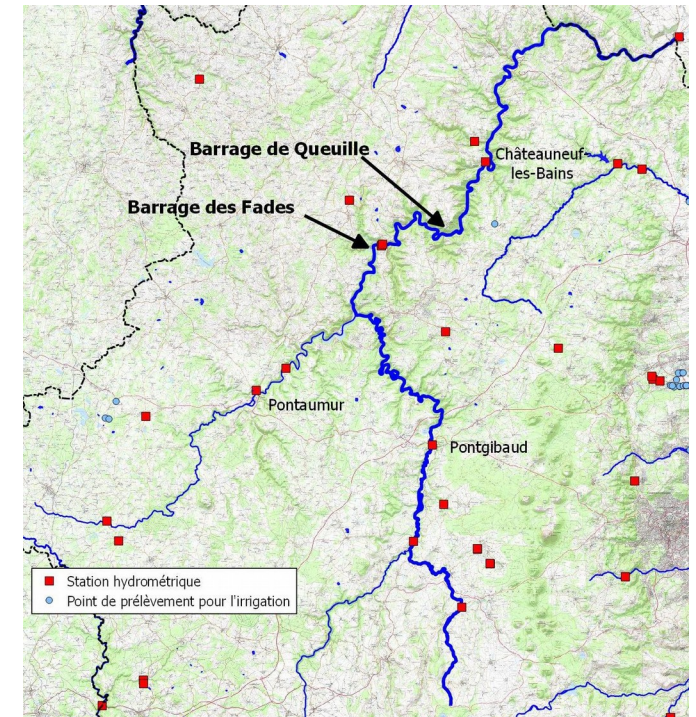 Barrage de Queuille
Châteauneuf
les-Bains
Barrage des Fades
Pontaumur
Pontgibaud
Station hydrométrique
Point de prélèvement pour l'irrigation